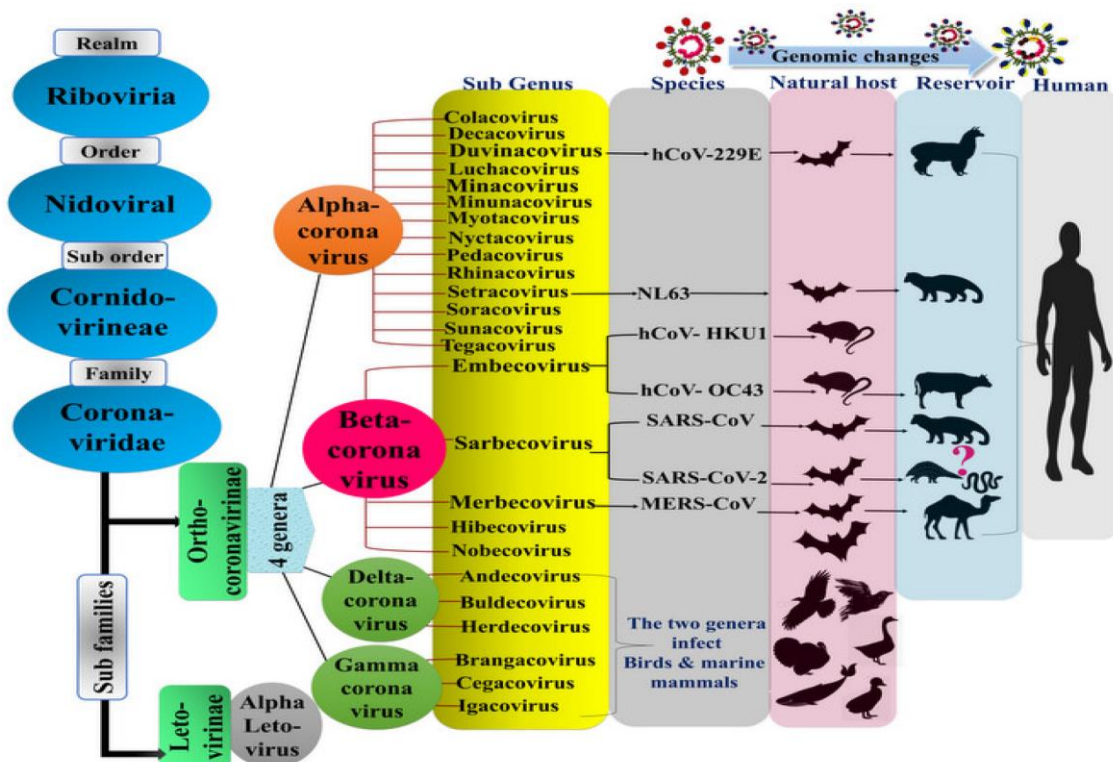 Realm
Riboviria
Order
Nidoviral
Sub order
Cornido-
virineae
Family
Corona-
viridae
Sub families
Ortho-
coronavirinae
Leto-
virinae
Alpha
Leto-
virus
4 genera
Alpha-
corona
virus
Beta-
corona
virus
Delta-
corona
virus
Gamma
corona
virus
Sub Genus
Colacovirus
Decacovirus
Duvinacovirus
Luchacovirus
Minacovirus
Minunacovirus
Myotacovirus
Nyctacovirus
Pedacovirus
Rhinacovirus
Setracovirus
Soracovirus
Sunacovirus
Tegacovirus
Embecovirus
Sarbecovirus
Merbecovirus
Hibecovirus
Nobecovirus
Andecovirus
Buldecovirus
Herdecovirus
Brangacovirus
Cegacovirus
Igacovirus
Genomic changes
Species
hCoV-229E
NL63
hCoV- HKU1
hCoV- OC43
SARS-CoV
SARS-CoV-2
MERS-CoV
The two genera
infect
Birds & marine
mammals
Natural host
Reservoir
?
Human